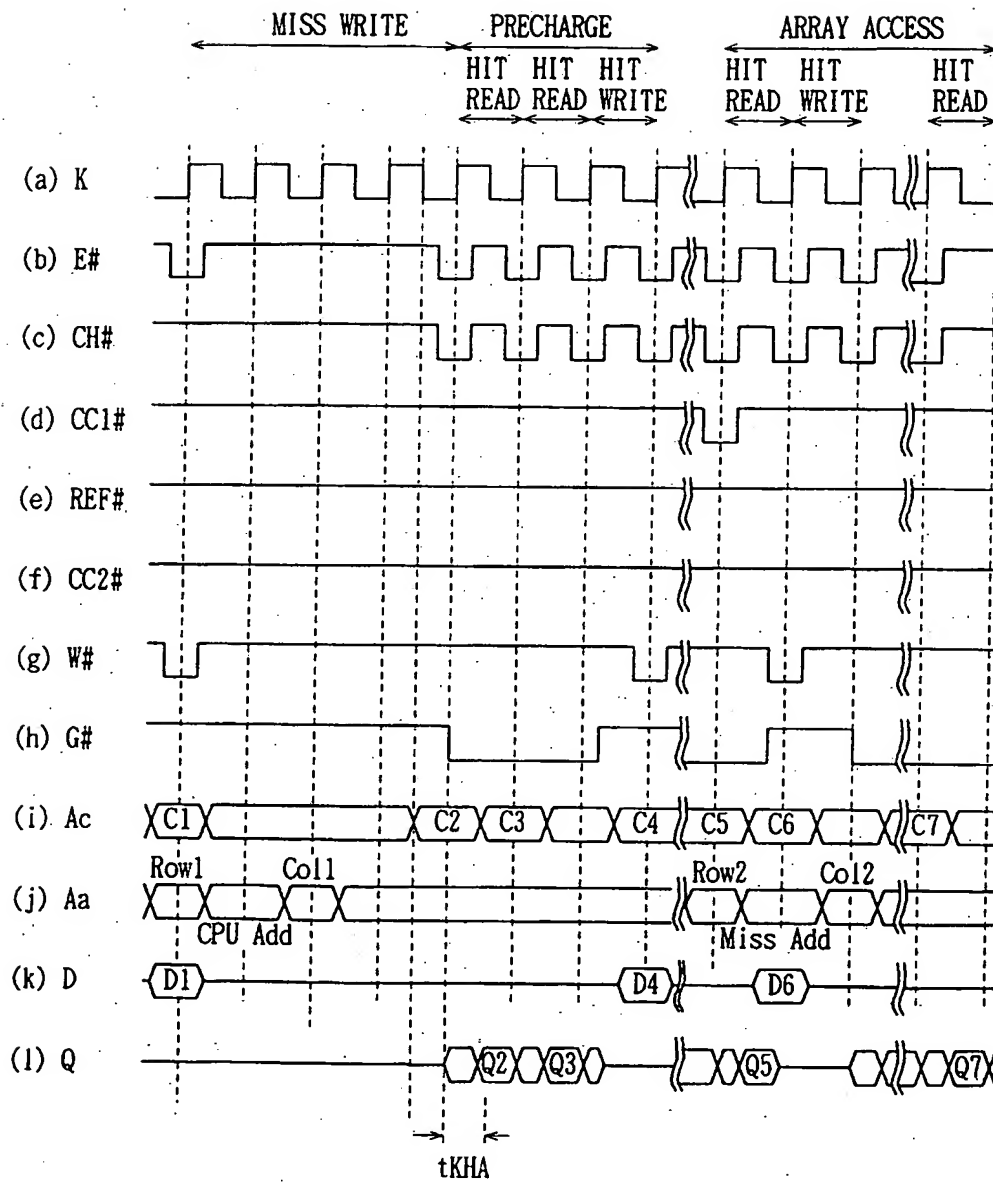 MISS WRITE PRECHARGE ARRAY ACCESS
HIT HIT HIT HIT HIT HIT
READ READ WRITE READ WRITE READ
(a) K
(b) E#
(c) CH#
(d) CC1#
(e) REF#
(f) CC2#
(g) W#
(h) G#
(i) Ac C1 C2 C3 C4 C5 C6 C7
Row1 Col1 Row2 Col2
(j) Aa
CPU Add Miss Add
(k) D D1 D4 D6
(l) Q Q2 Q3 Q5 Q7
tKHA